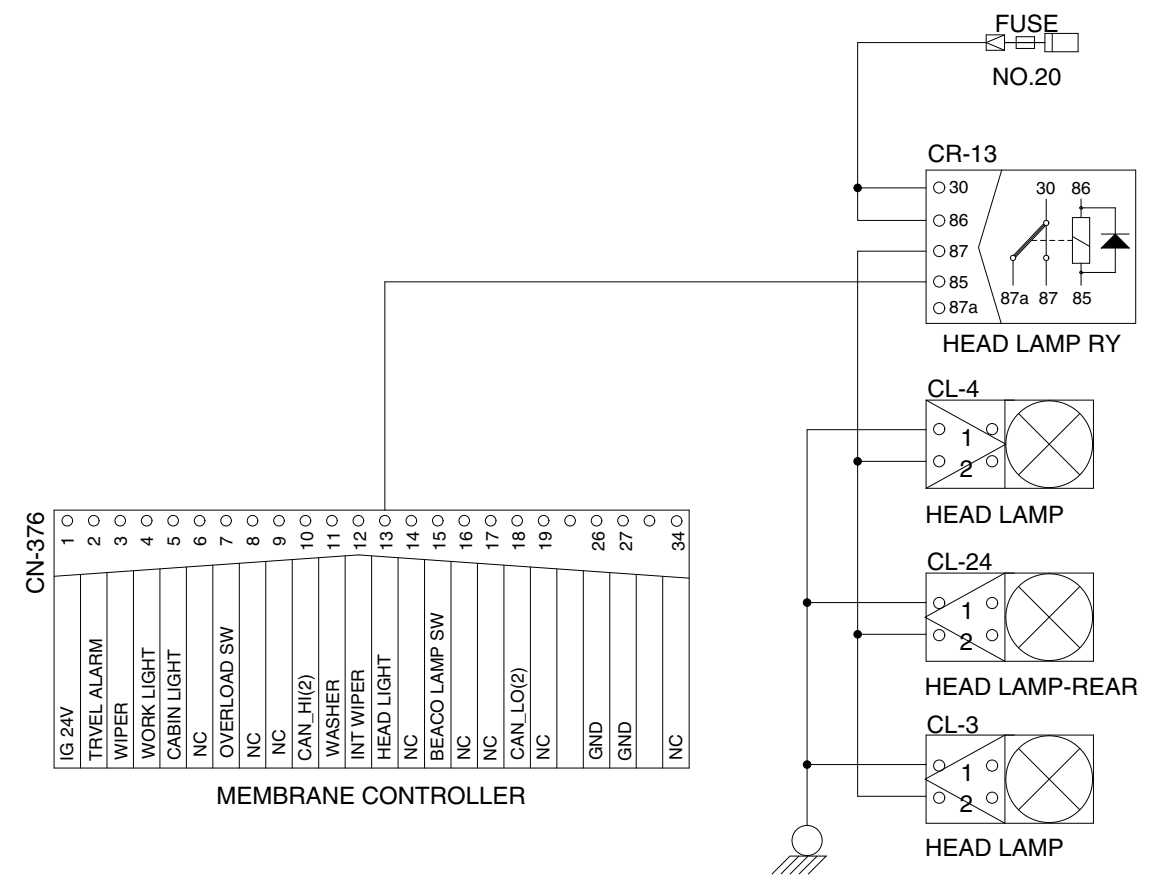 FUSE
NO.20
CR-13
30
86
87
85
87a
30 86
87a 87 85
HEAD LAMP RY
CL-4
1
2
HEAD LAMP
CL-24
1
2
HEAD LAMP-REAR
CL-3
1
2
HEAD LAMP
CN-376
1 2 3 4 5 6 7 8 9 10 11 12 13 14 15 16 17 18 19 26 27 34
IG 24V
TRVEL ALARM
WIPER
WORK LIGHT
CABIN LIGHT
NC
OVERLOAD SW
NC
NC
CAN_HI(2)
WASHER
INT WIPER
HEAD LIGHT
NC
BEACO LAMP SW
NC
NC
CAN_LO(2)
NC
GND
GND
NC
MEMBRANE CONTROLLER